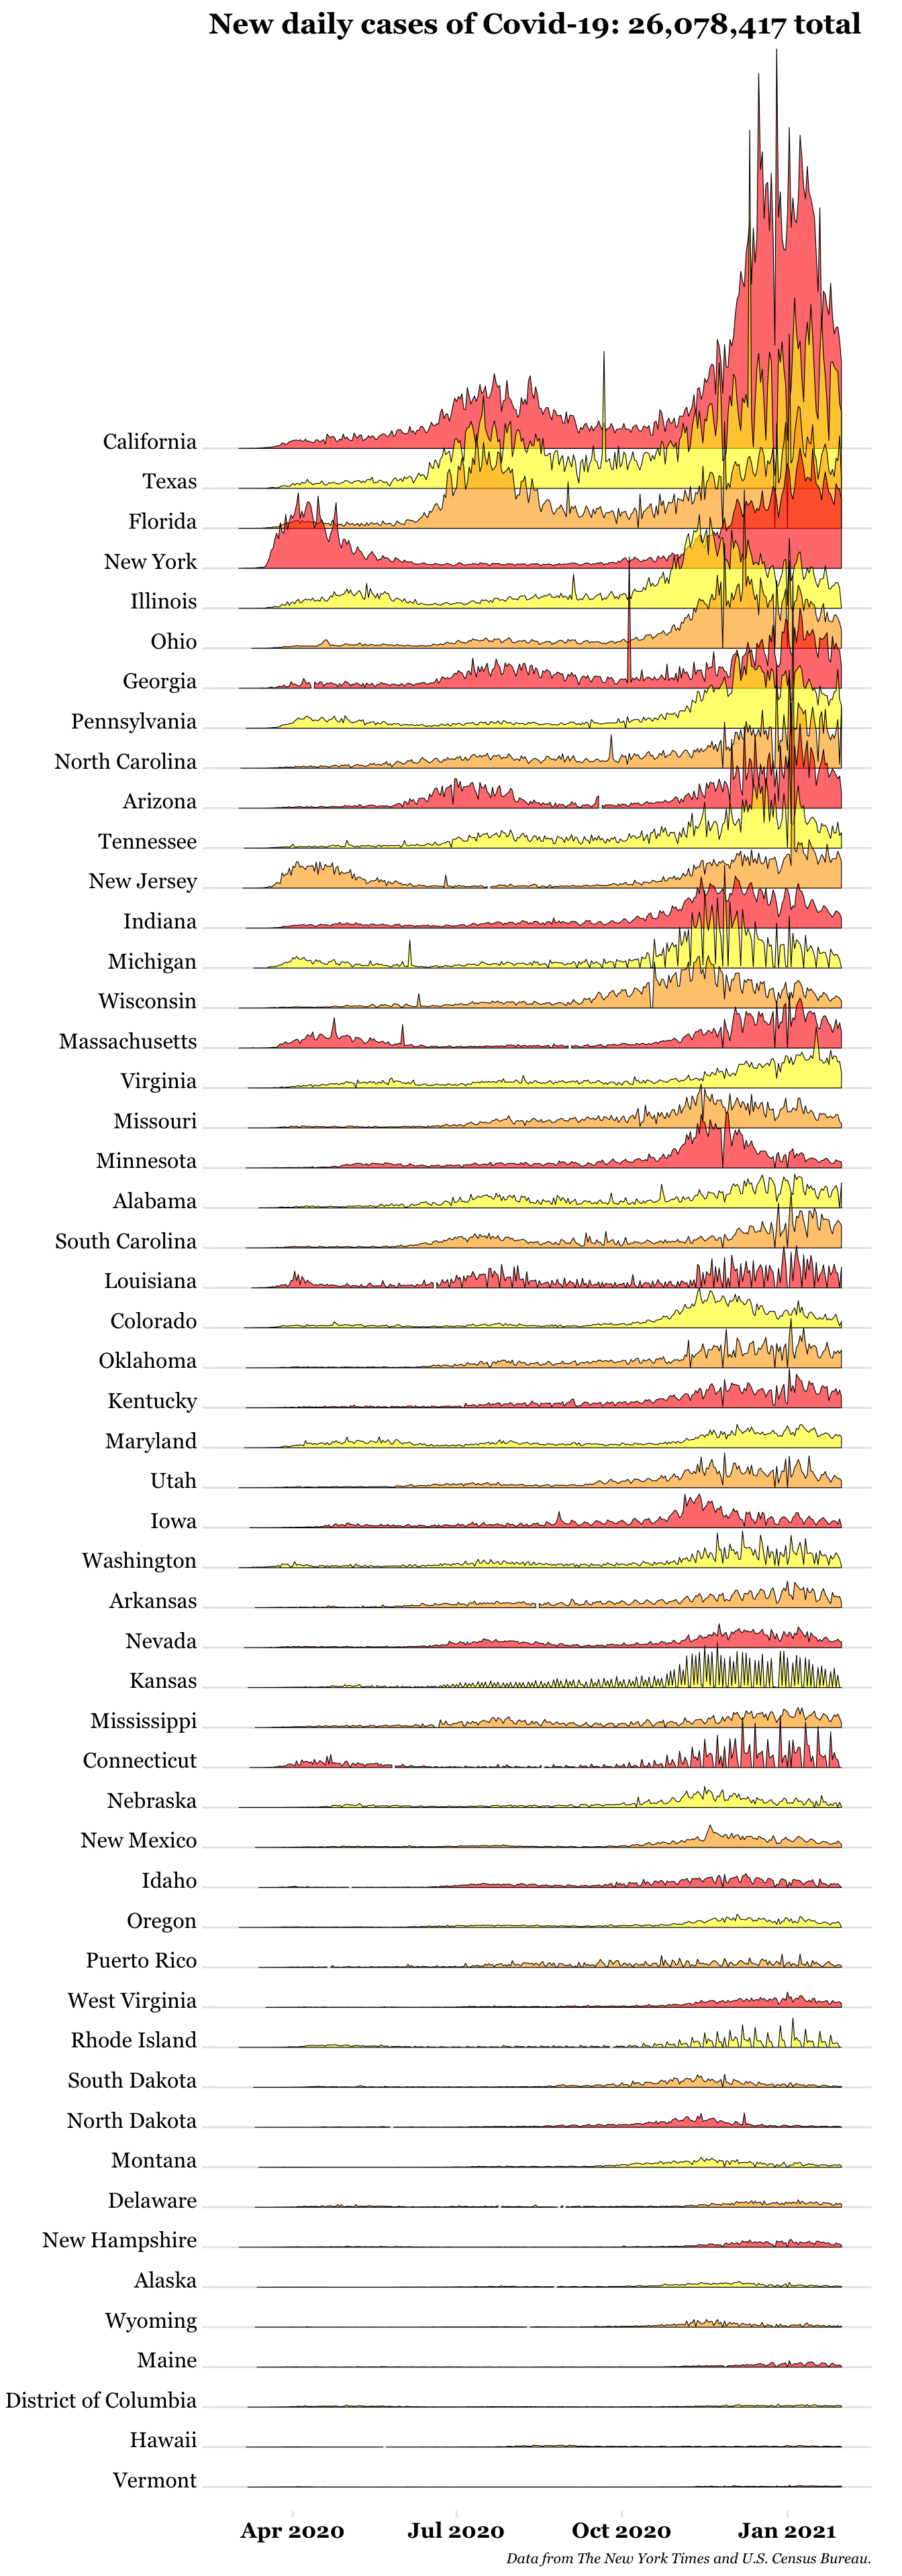 New daily cases of Covid-19: 26,078,417 total
California
Texas
Florida
New York
Illinois
Ohio
Georgia
Pennsylvania
North Carolina
Arizona
Tennessee
New Jersey
Indiana
Michigan
Wisconsin
Massachusetts
Virginia
Missouri
Minnesota
Alabama
South Carolina
Louisiana
Colorado
Oklahoma
Kentucky
Maryland
Utah
Iowa
Washington
Arkansas
Nevada
Kansas
Mississippi
Connecticut
Nebraska
New Mexico
Idaho
Oregon
Puerto Rico
West Virginia
Rhode Island
South Dakota
North Dakota
Montana
Delaware
New Hampshire
Alaska
Wyoming
Maine
District of Columbia
Hawaii
Vermont
Apr 2020 Jul 2020 Oct 2020 Jan 2021
Data from The New York Times and U.S. Census Bureau.